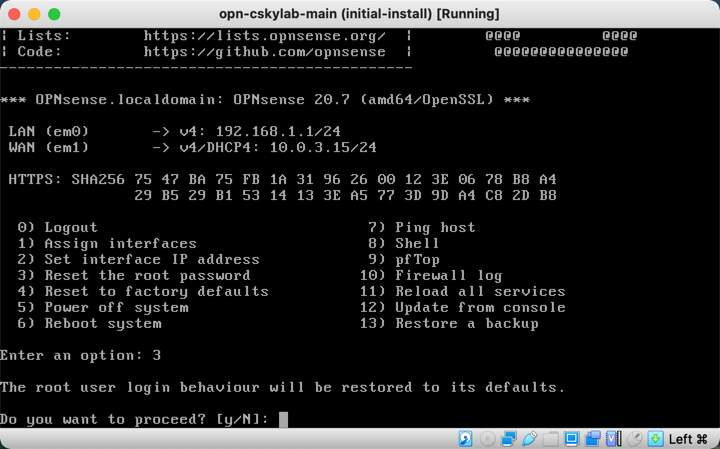 opn-cskylab-main (initial-install) [Running]
| Lists:         https://lists.opnsense.org/  |        @@@@         @@@@
| Code:          https://github.com/opnsense  |         @@@@@@@@@@@@@@@
----------------------------------------------
*** OPNsense.localdomain: OPNsense 20.7 (amd64/OpenSSL) ***
LAN (em0)       -> v4: 192.168.1.1/24
WAN (em1)       -> v4/DHCP4: 10.0.3.15/24
HTTPS: SHA256 75 47 BA 75 FB 1A 31 96 26 00 12 3E 06 78 B8 A4
29 B5 29 B1 53 14 13 3E A5 77 3D 9D A4 C8 2D B8
0) Logout                              7) Ping host
1) Assign interfaces                   8) Shell
2) Set interface IP address            9) pfTop
3) Reset the root password            10) Firewall log
4) Reset to factory defaults          11) Reload all services
5) Power off system                   12) Update from console
6) Reboot system                      13) Restore a backup
Enter an option: 3
The root user login behaviour will be restored to its defaults.
Do you want to proceed? [y/N]:
Left ⌘